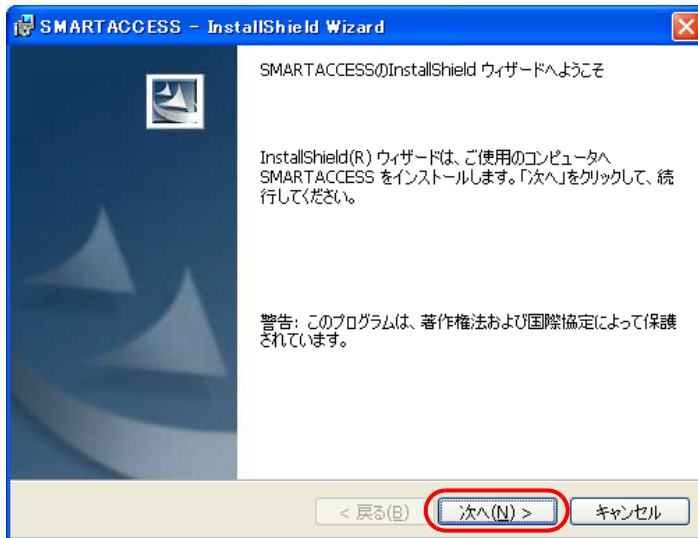 SMARTACCESS - InstallShield Wizard
SMARTACCESSのInstallShield ウィザードへようこそ
InstallShield(R) ウィザードは、ご使用のコンピュータへ
SMARTACCESS をインストールします。「次へ」をクリックして、続
行してください。
警告: このプログラムは、著作権法および国際協定によって保護
されています。
< 戻る(B)
次へ(N) >
キャンセル